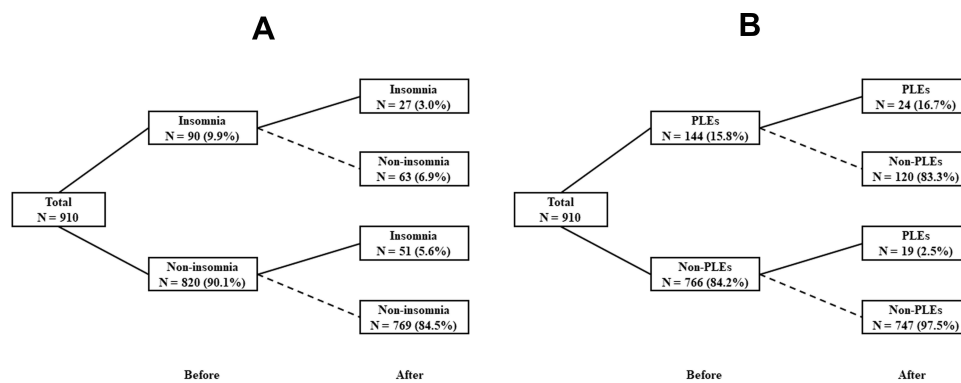 A
Total
N = 910
Insomnia
N = 90 (9.9%)
Non-insomnia
N = 820 (90.1%)
Insomnia
N = 27 (3.0%)
Non-insomnia
N = 63 (6.9%)
Insomnia
N = 51 (5.6%)
Non-insomnia
N = 769 (84.5%)
Before
After
B
Total
N = 910
PLEs
N = 144 (15.8%)
Non-PLEs
N = 766 (84.2%)
PLEs
N = 24 (16.7%)
Non-PLEs
N = 120 (83.3%)
PLEs
N = 19 (2.5%)
Non-PLEs
N = 747 (97.5%)
Before
After